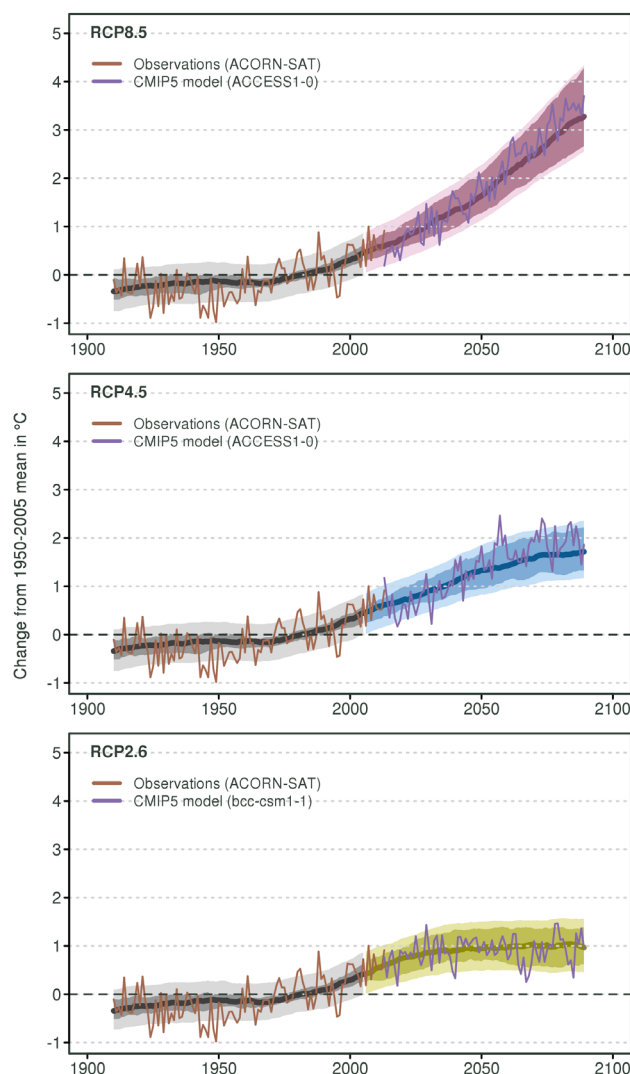 RCP8.5
Observations (ACORN-SAT)
CMIP5 model (ACCESS1-0)
5
4
3
2
1
0
-1
1900 1950 2000 2050 2100
RCP4.5
Observations (ACORN-SAT)
CMIP5 model (ACCESS1-0)
Change from 1950-2005 mean in °C
5
4
3
2
1
0
-1
1900 1950 2000 2050 2100
RCP2.6
Observations (ACORN-SAT)
CMIP5 model (bcc-csm1-1)
5
4
3
2
1
0
-1
1900 1950 2000 2050 2100